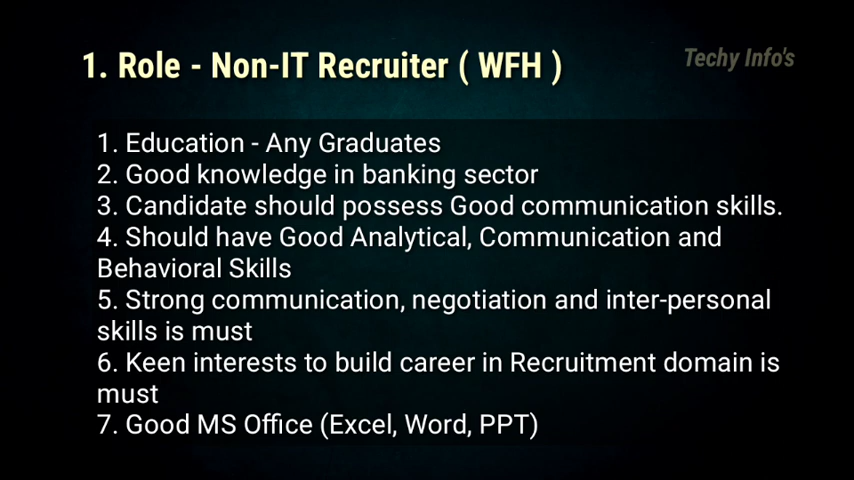 1. Role - Non-IT Recruiter ( WFH )
Techy Info's
1. Education - Any Graduates
2. Good knowledge in banking sector
3. Candidate should possess Good communication skills.
4. Should have Good Analytical, Communication and
Behavioral Skills
5. Strong communication, negotiation and inter-personal
skills is must
6. Keen interests to build career in Recruitment domain is
must
7. Good MS Office (Excel, Word, PPT)